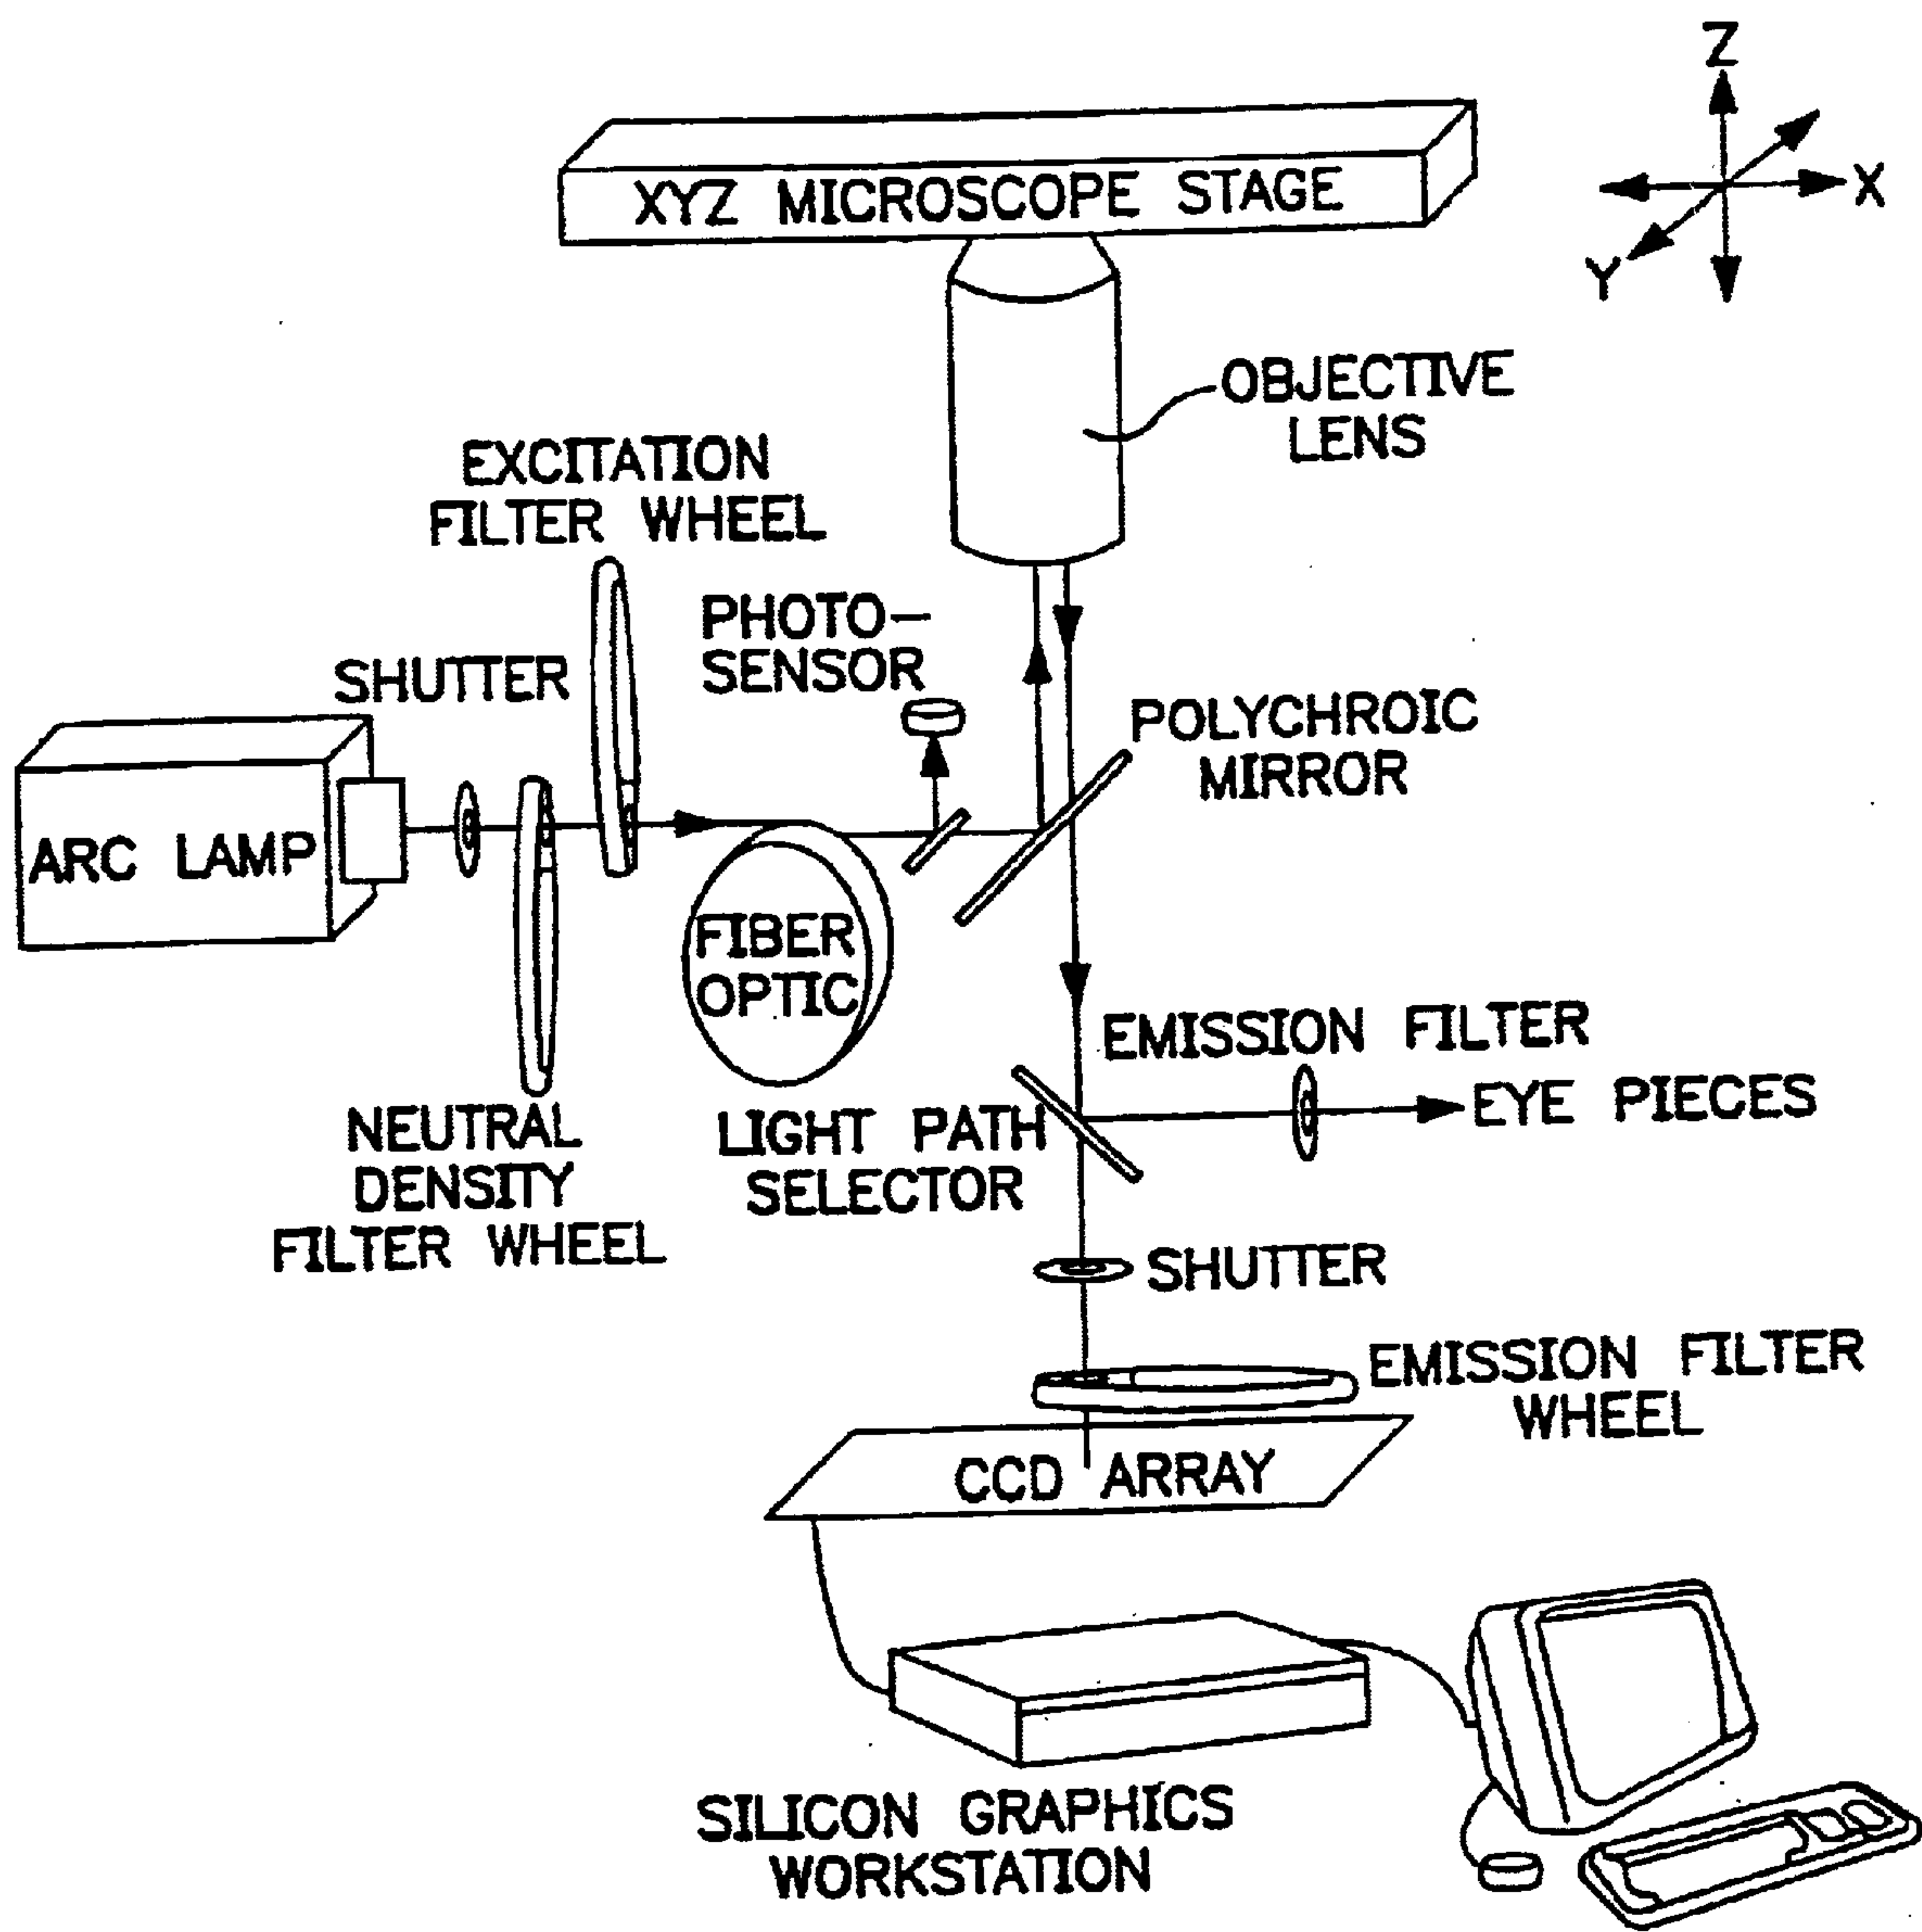 Z
XYZ MICROSCOPE STAGE
X
Y
OBJECTIVE
LENS
EXCITATION
FILTER WHEEL
PHOTO-
SENSOR
SHUTTER
POLYCHROIC
MIRROR
ARC LAMP
FIBER
OPTIC
EMISSION FILTER
EYE PIECES
NEUTRAL
DENSITY
FILTER WHEEL
LIGHT PATH
SELECTOR
SHUTTER
EMISSION FILTER
WHEEL
CCD ARRAY
SILICON GRAPHICS
WORKSTATION